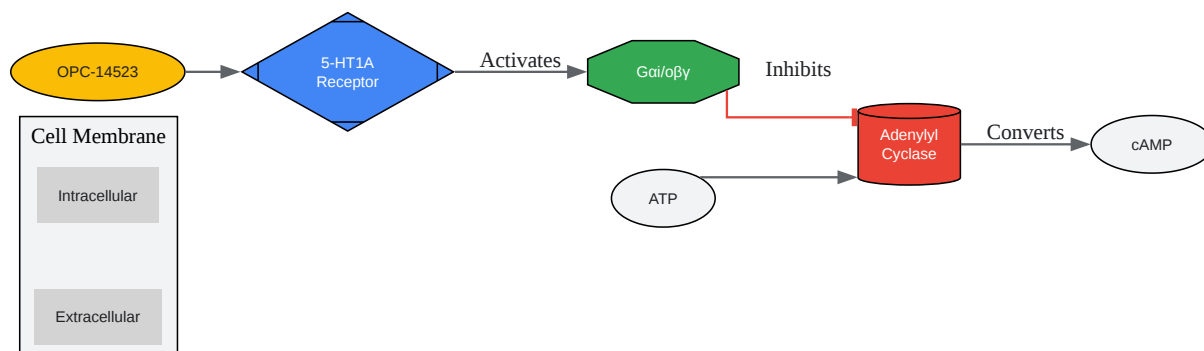 OPC-14523
5-HT1A
Receptor
Activates
Gαi/oβγ
Inhibits
Adenylyl
Cyclase
Converts
cAMP
ATP
Cell Membrane
Intracellular
Extracellular